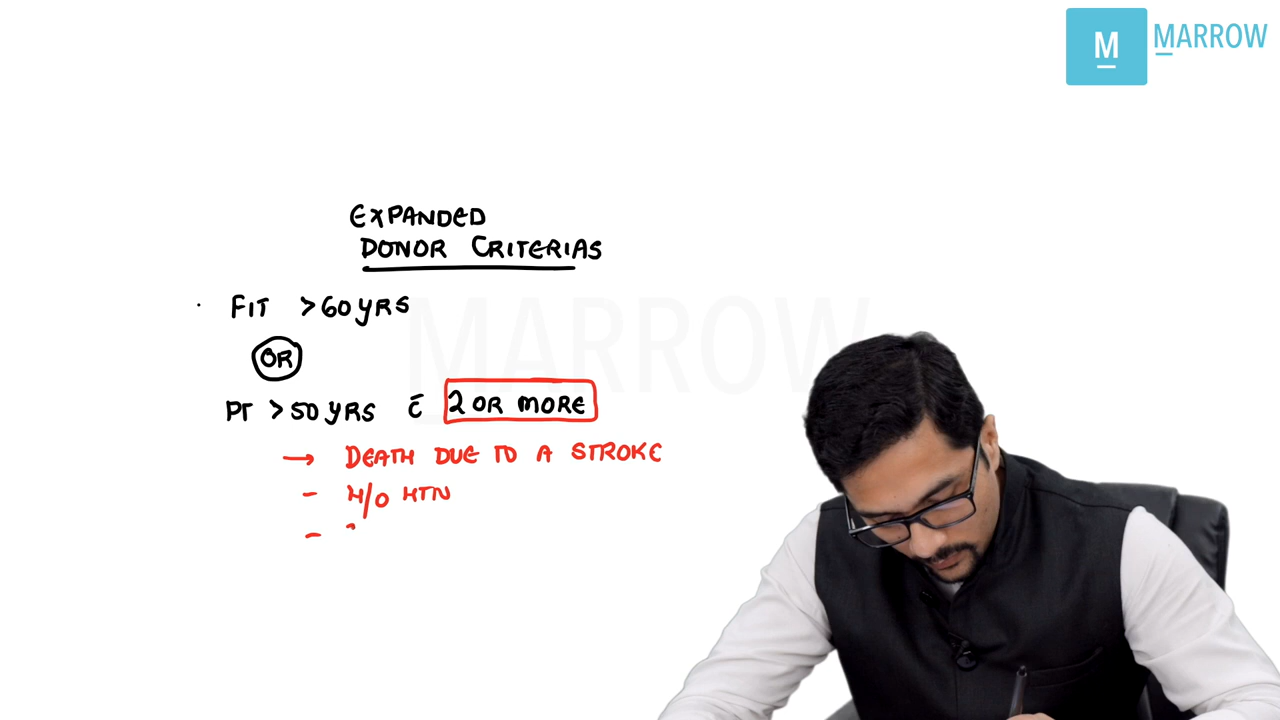 M MARROW
EXPANDED
DONOR CRITERIAS
FIT >60 YRS
OR
PT >50 YRS c̄ 2 OR MORE
→ DEATH DUE TO A STROKE
- H/O HTN
-
MARROW